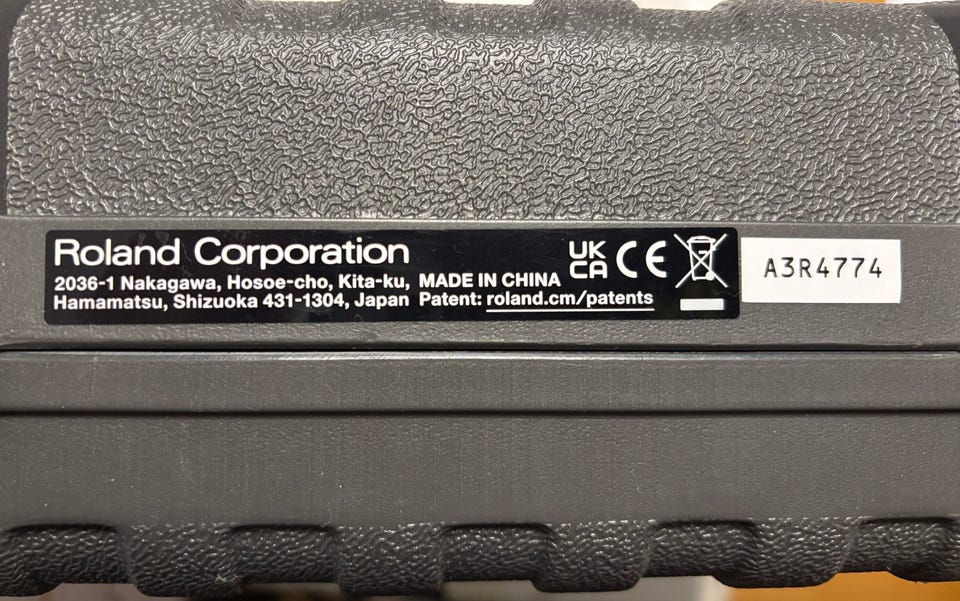 Roland Corporation
2036-1 Nakagawa, Hosoe-cho, Kita-ku,
Hamamatsu, Shizuoka 431-1304, Japan
MADE IN CHINA
Patent: roland.cm/patents
UK
CA CE
A3R4774